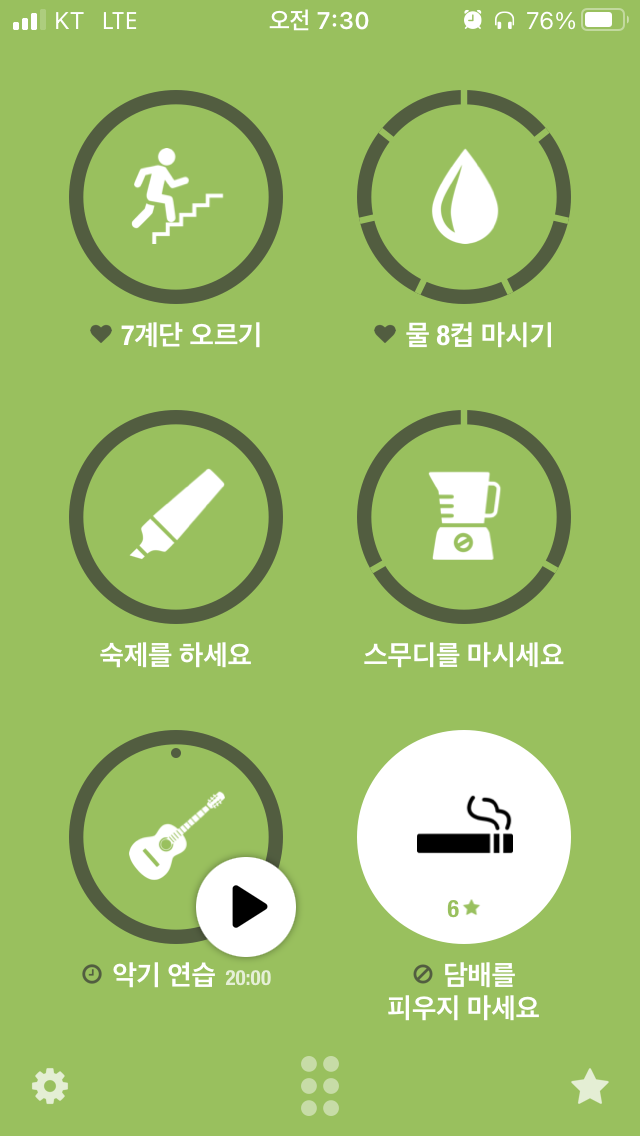 KT LTE 오전 7:30 76%
7계단 오르기
물 8컵 마시기
숙제를 하세요
스무디를 마시세요
6
악기 연습 20:00
담배를
피우지 마세요